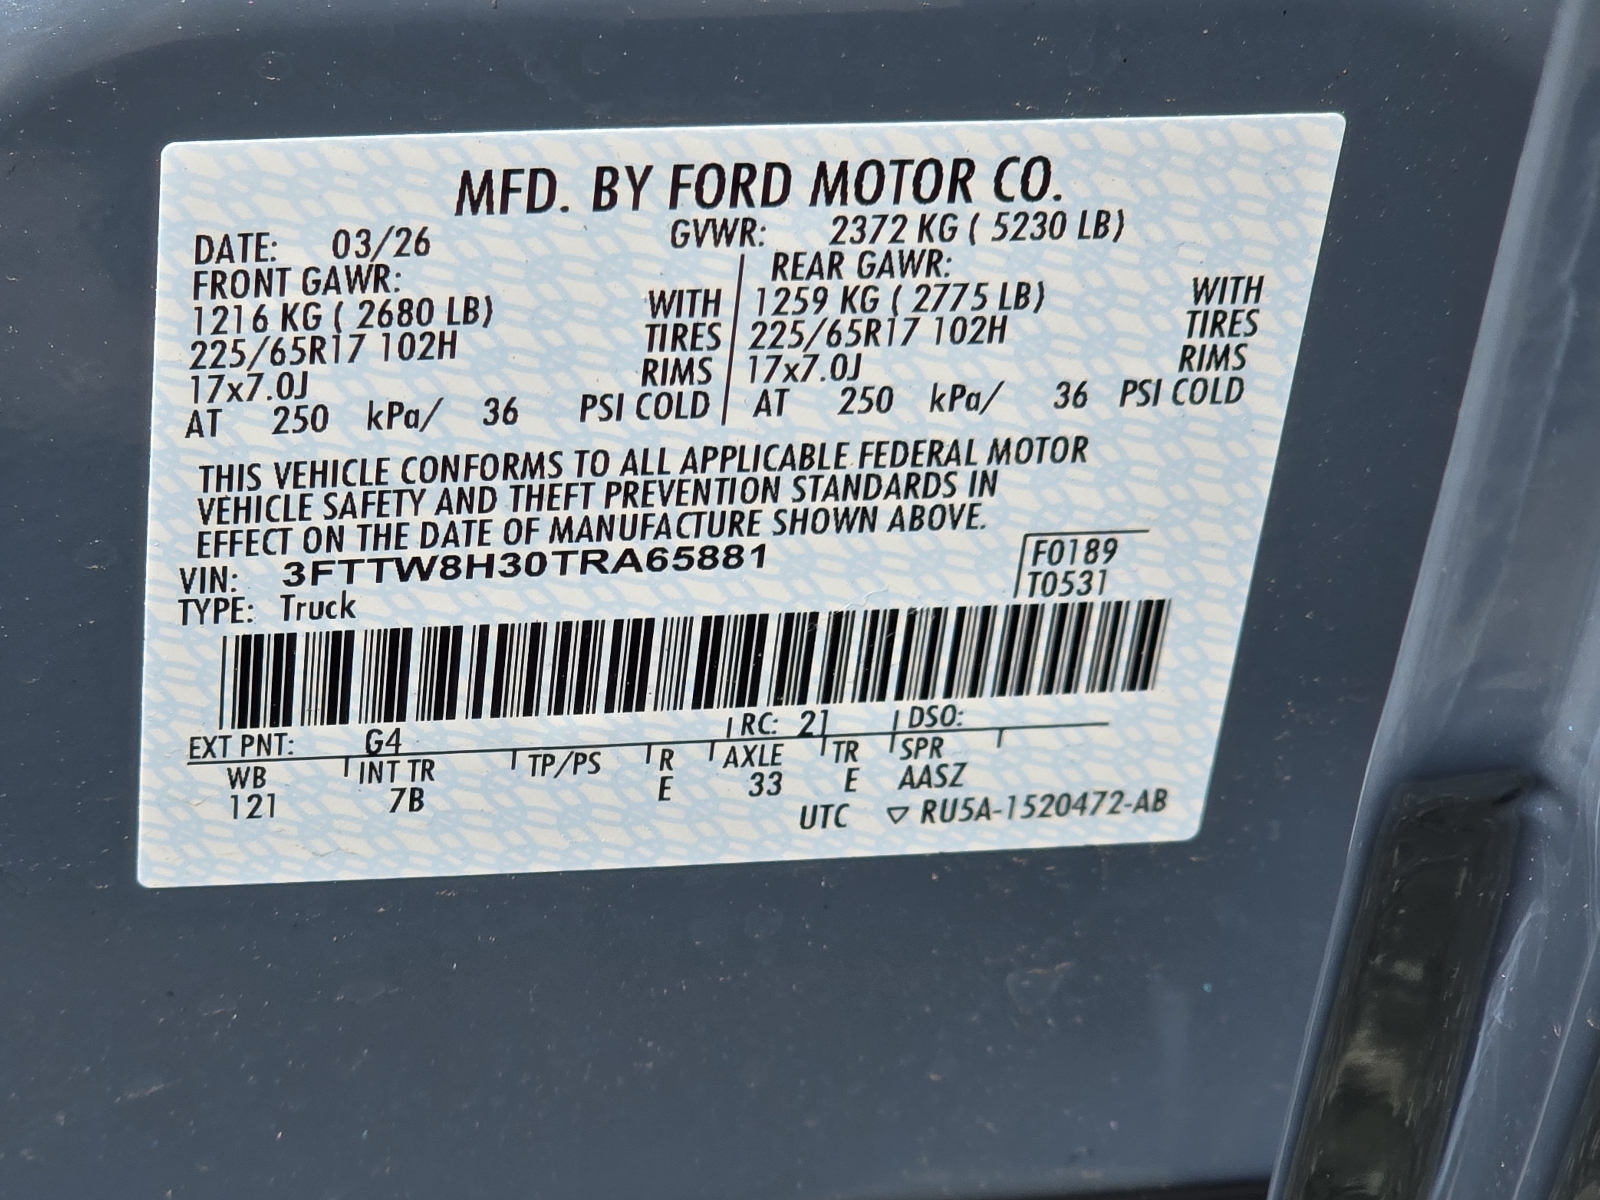 MFD. BY FORD MOTOR CO.
DATE: 03/26 GVWR: 2372 KG ( 5230 LB)
FRONT GAWR: REAR GAWR:
1216 KG ( 2680 LB) WITH 1259 KG ( 2775 LB) WITH
225/65R17 102H TIRES 225/65R17 102H TIRES
17x7.0J RIMS 17x7.0J RIMS
AT 250 kPa/ 36 PSI COLD AT 250 kPa/ 36 PSI COLD
THIS VEHICLE CONFORMS TO ALL APPLICABLE FEDERAL MOTOR
VEHICLE SAFETY AND THEFT PREVENTION STANDARDS IN
EFFECT ON THE DATE OF MANUFACTURE SHOWN ABOVE.
VIN: 3FTTW8H30TRA65881 F0189
TYPE: Truck T0531
EXT PNT: G4 RC: 21 DSO:
WB INT TR TP/PS R AXLE TR SPR
121 7B E 33 E AASZ
UTC ▽ RU5A-1520472-AB